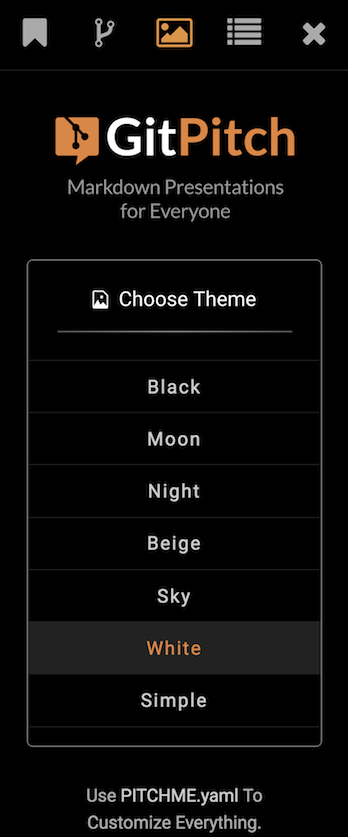 GitPitch
Markdown Presentations
for Everyone
Choose Theme
Black
Moon
Night
Beige
Sky
White
Simple
Use PITCHME.yaml To
Customize Everything.